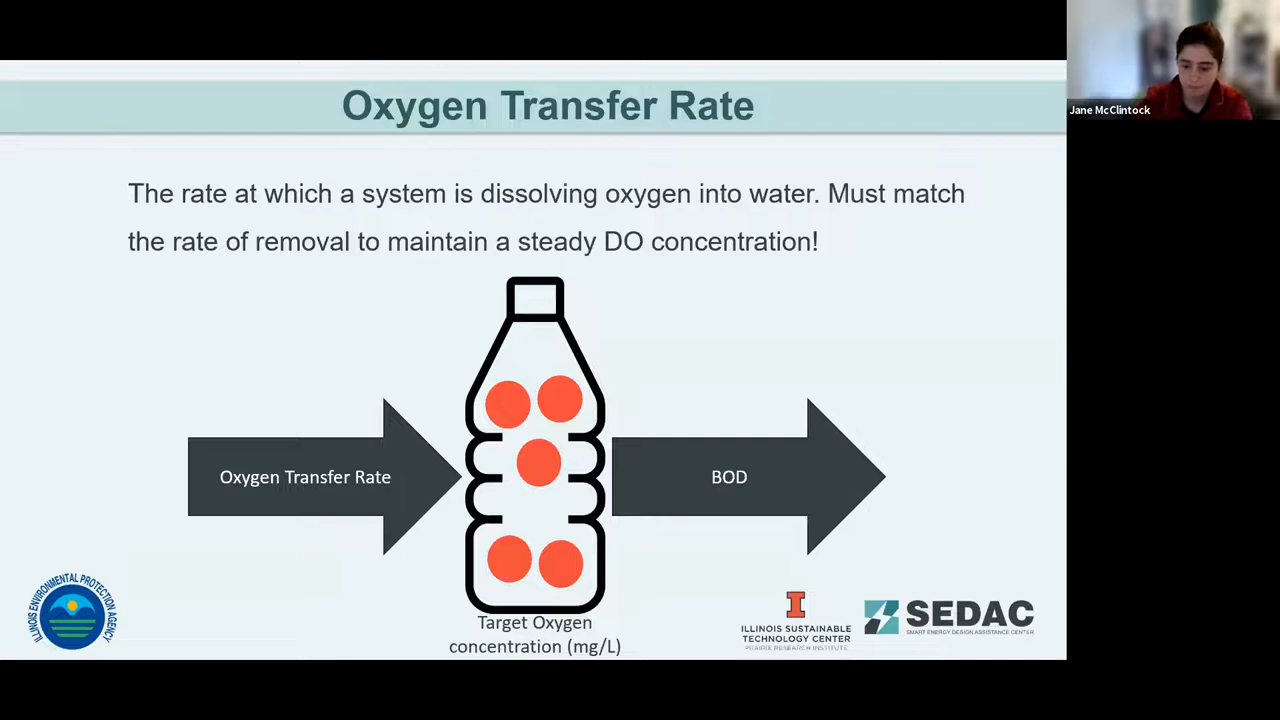 Oxygen Transfer Rate
Jane McClintock
The rate at which a system is dissolving oxygen into water. Must match
the rate of removal to maintain a steady DO concentration!
Oxygen Transfer Rate
BOD
Target Oxygen
concentration (mg/L)
ILLINOIS ENVIRONMENTAL PROTECTION AGENCY
I
ILLINOIS SUSTAINABLE
TECHNOLOGY CENTER
PRAIRIE RESEARCH INSTITUTE
SEDAC
SMART ENERGY DESIGN ASSISTANCE CENTER